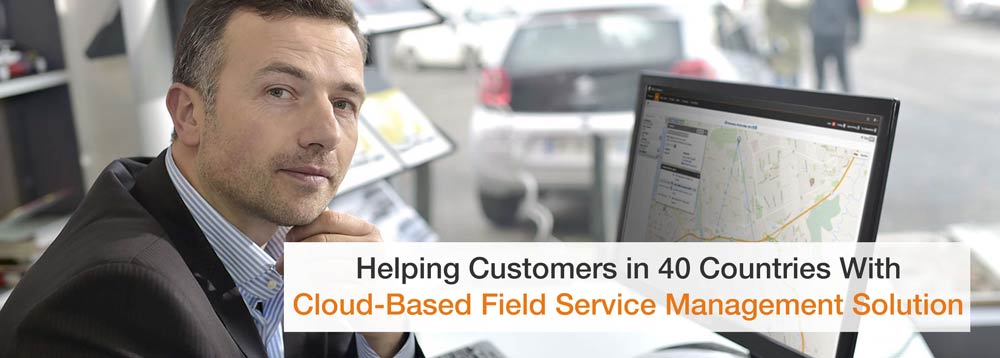 Helping Customers in 40 Countries With
Cloud-Based Field Service Management Solution